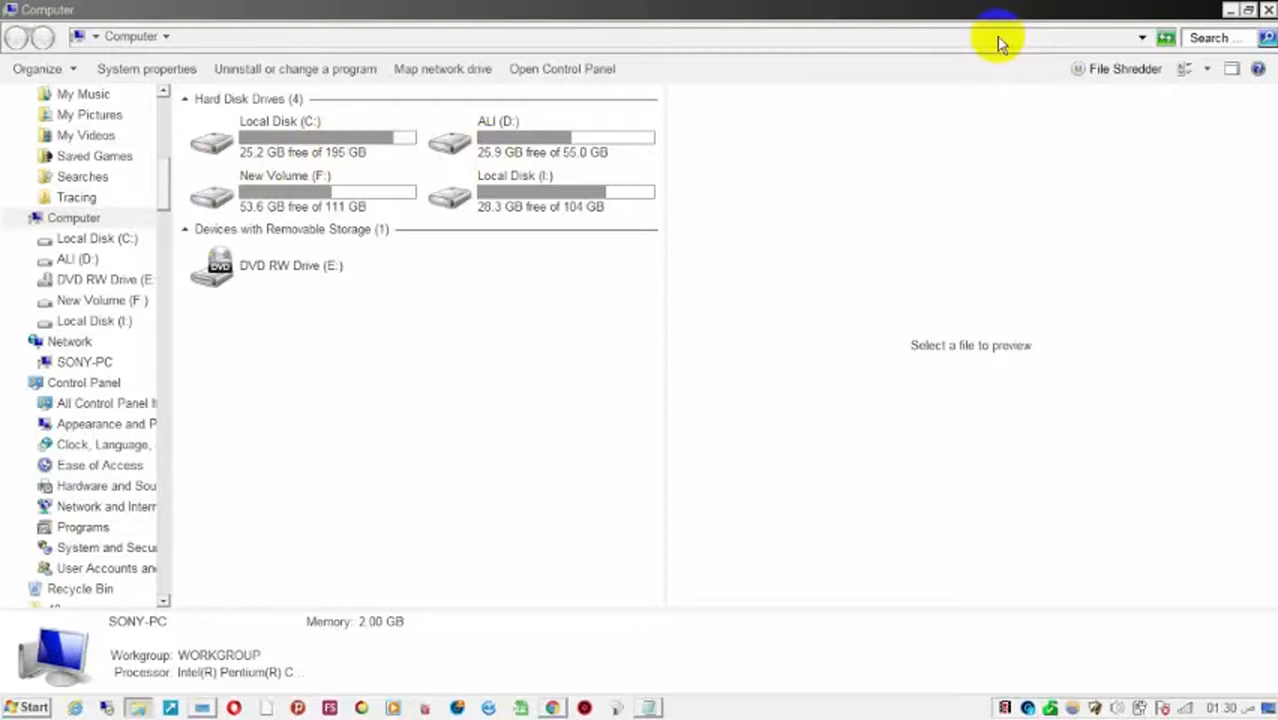 Computer
Computer
Search ...
Organize
System properties
Uninstall or change a program
Map network drive
Open Control Panel
File Shredder
My Music
My Pictures
My Videos
Saved Games
Searches
Tracing
Computer
Local Disk (C:)
ALI (D:)
DVD RW Drive (E:
New Volume (F )
Local Disk (I:)
Network
SONY-PC
Control Panel
All Control Panel I
Appearance and P
Clock, Language,
Ease of Access
Hardware and Sou
Network and Intern
Programs
System and Secu
User Accounts an
Recycle Bin
Hard Disk Drives (4)
Local Disk (C:)
25.2 GB free of 195 GB
ALI (D:)
25.9 GB free of 55.0 GB
New Volume (F:)
53.6 GB free of 111 GB
Local Disk (I:)
28.3 GB free of 104 GB
Devices with Removable Storage (1)
DVD
DVD RW Drive (E:)
Select a file to preview
SONY-PC
Memory: 2.00 GB
Workgroup: WORKGROUP
Processor: Intel(R) Pentium(R) C...
Start
FS
01:30 ص